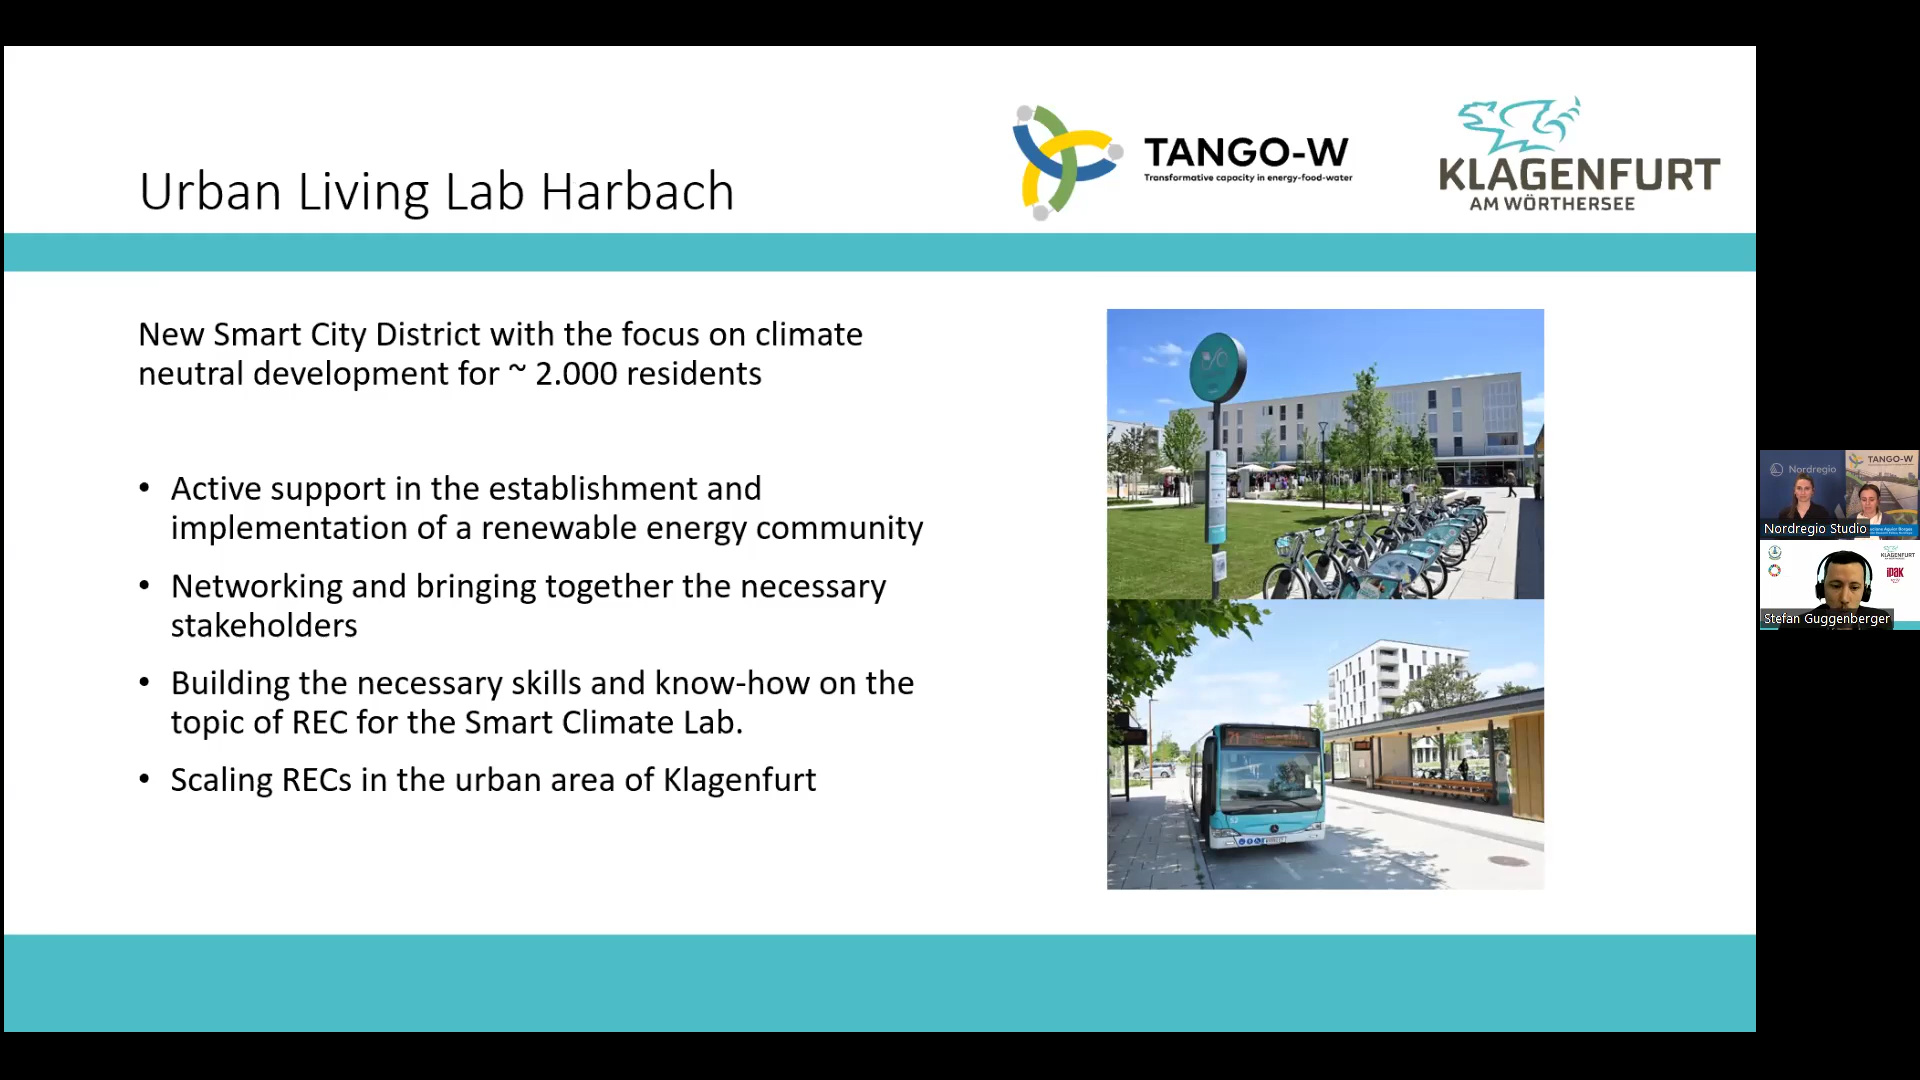 Urban Living Lab Harbach
TANGO-W
Transformative capacity in energy-food-water
KLAGENFURT
AM WÖRTHERSEE
New Smart City District with the focus on climate
neutral development for ~ 2.000 residents
• Active support in the establishment and
implementation of a renewable energy community
• Networking and bringing together the necessary
stakeholders
• Building the necessary skills and know-how on the
topic of REC for the Smart Climate Lab.
• Scaling RECs in the urban area of Klagenfurt
Nordregio
TANGO-W
Nordregio Studio
KLAGENFURT
ipak
Stefan Guggenberger